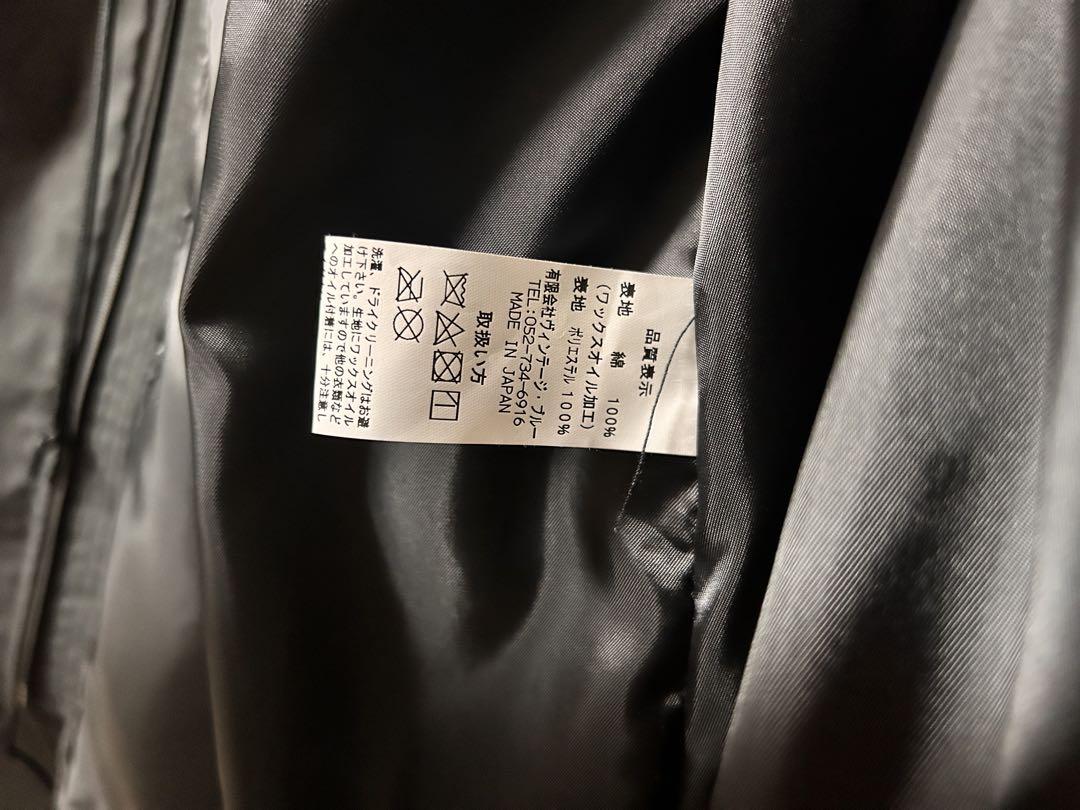 品質表示
表地 綿 100%
(ワックスオイル加工)
表地 ポリエステル 100%
有限会社ヴィンテージ・ブルー
TEL:052-734-6916
MADE IN JAPAN
取扱い方
洗濯、ドライクリーニングはお避
け下さい。生地にワックスオイル
加工していますので他の衣類など
へのオイル付着には、十分注意し